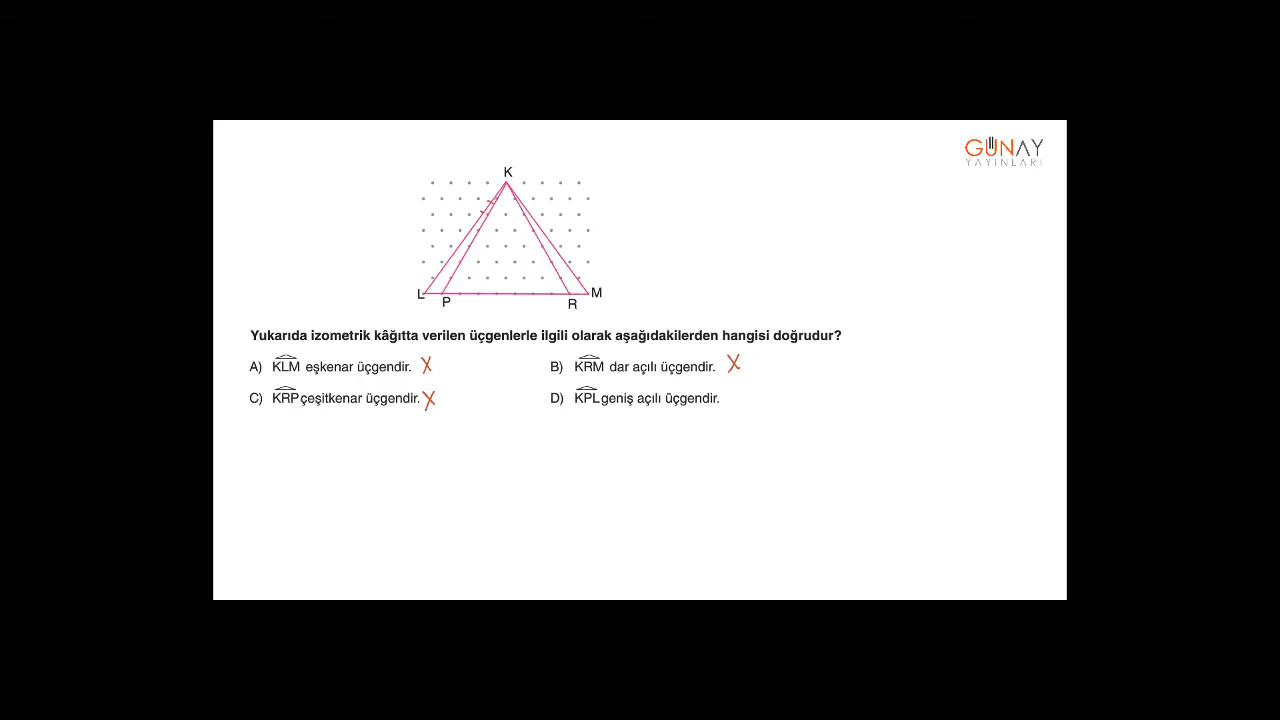 GÜNAY
YAYINLARI
K
L
P
R
M
Yukarıda izometrik kâğıtta verilen üçgenlerle ilgili olarak aşağıdakilerden hangisi doğrudur?
A) KLM eşkenar üçgendir. X
B) KRM dar açılı üçgendir. X
C) KRP çeşitkenar üçgendir. X
D) KPL geniş açılı üçgendir.